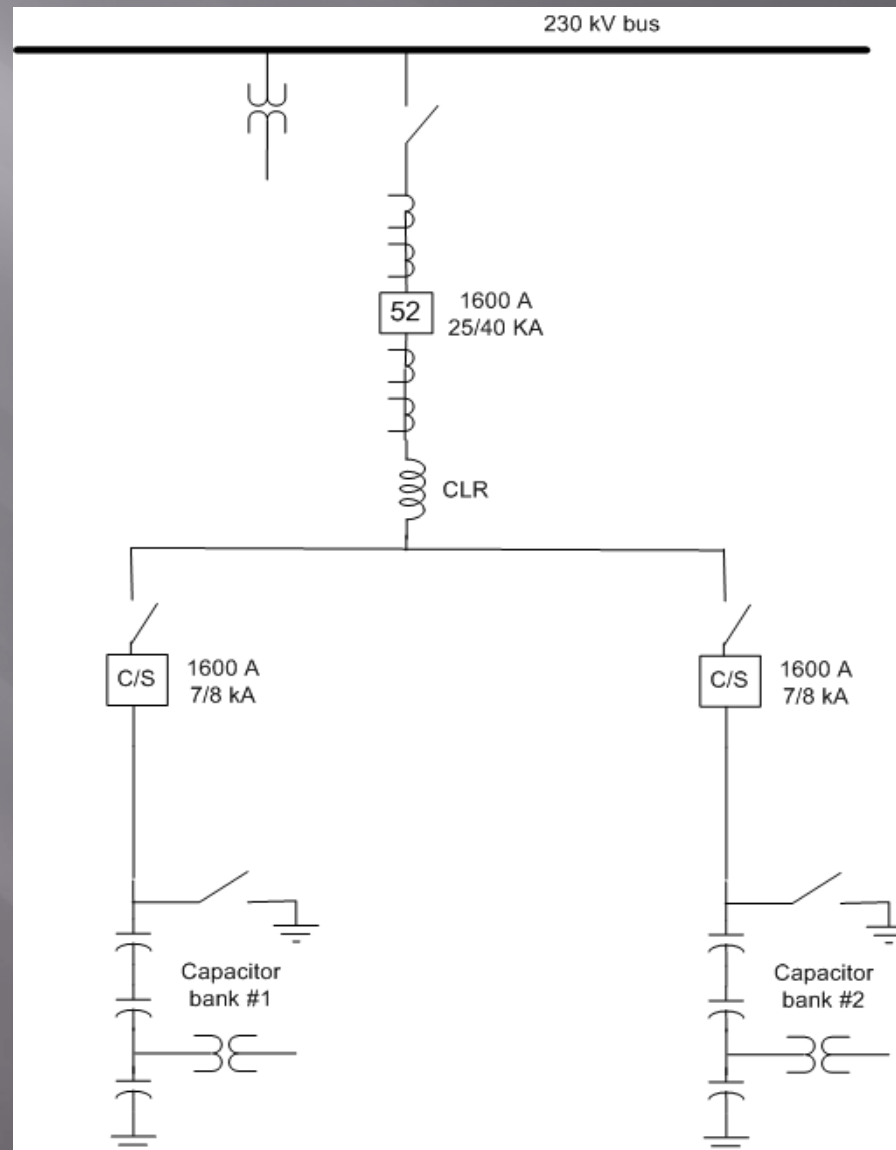 230 kV bus
52
1600 A
25/40 KA
CLR
C/S
1600 A
7/8 kA
C/S
1600 A
7/8 kA
Capacitor
bank #1
Capacitor
bank #2